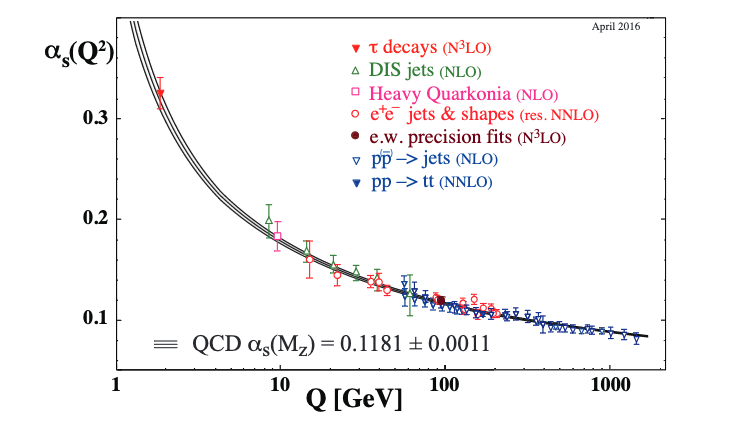 April 2016
αs(Q²)
τ decays (N³LO)
DIS jets (NLO)
Heavy Quarkonia (NLO)
e⁺e⁻ jets & shapes (res. NNLO)
e.w. precision fits (N³LO)
pp(–) –> jets (NLO)
pp –> tt (NNLO)
0.3
0.2
0.1
QCD αs(Mz) = 0.1181 ± 0.0011
1 10 100 1000
Q [GeV]